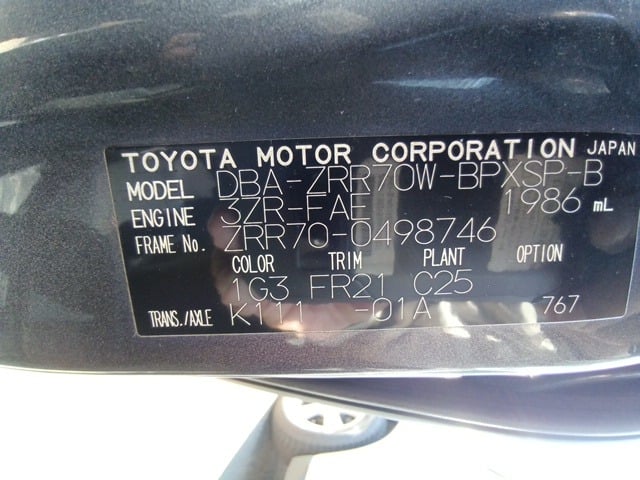 TOYOTA MOTOR CORPORATION JAPAN
MODEL DBA-ZRR70W-BPXSP-B
ENGINE 3ZR-FAE 1986 mL
FRAME No. ZRR70-0498746
COLOR TRIM PLANT OPTION
1G3 FR21 C25
TRANS./AXLE K111 -01A 767